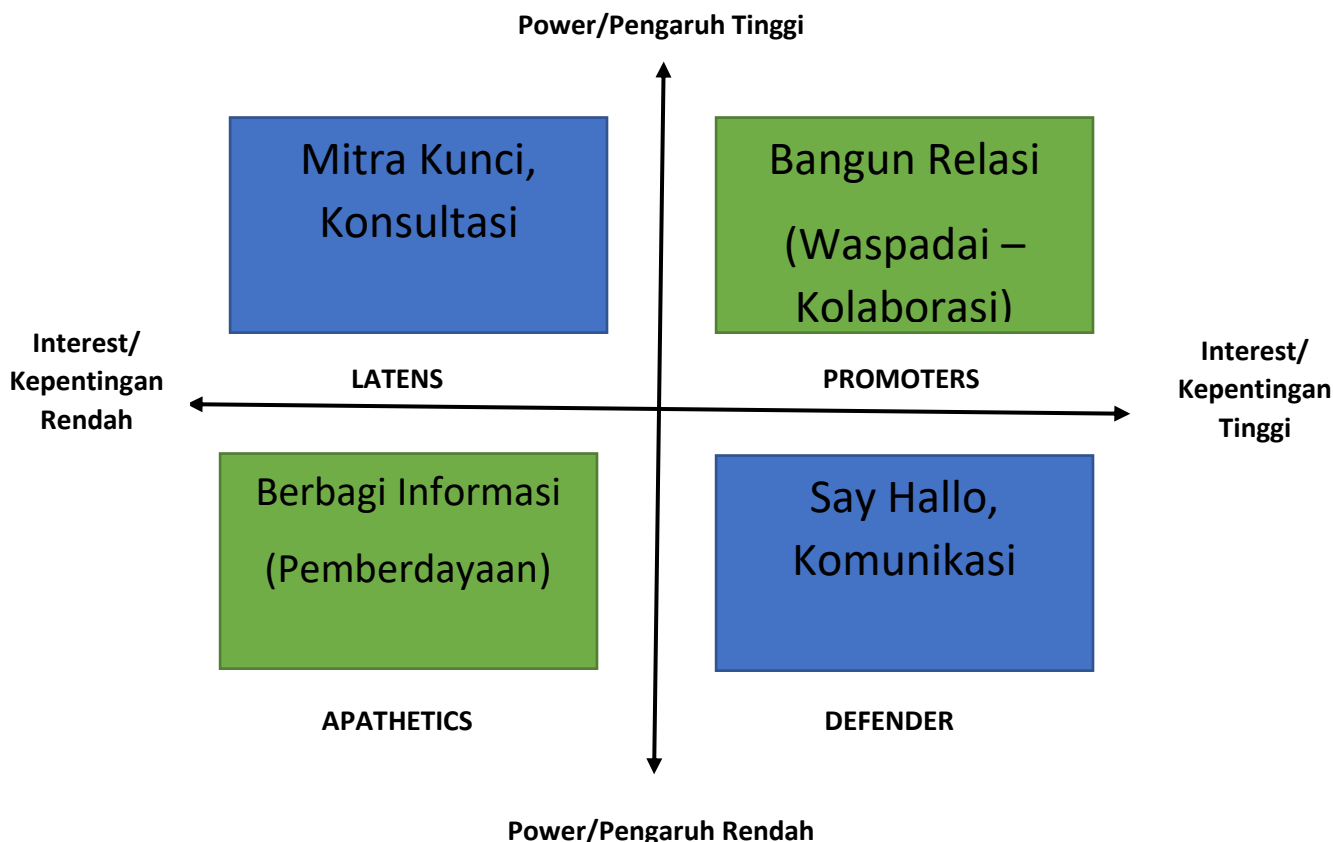 Power/Pengaruh Tinggi
Mitra Kunci,
Konsultasi
Bangun Relasi
(Waspadai –
Kolaborasi)
Interest/
Kepentingan
Rendah
LATENS
PROMOTERS
Interest/
Kepentingan
Tinggi
Berbagi Informasi
(Pemberdayaan)
Say Hallo,
Komunikasi
APATHETICS
DEFENDER
Power/Pengaruh Rendah